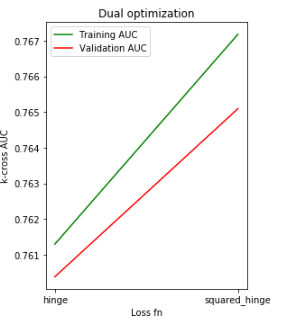 Dual optimization
Training AUC
Validation AUC
k-cross AUC
0.767
0.766
0.765
0.764
0.763
0.762
0.761
hinge
squared_hinge
Loss fn